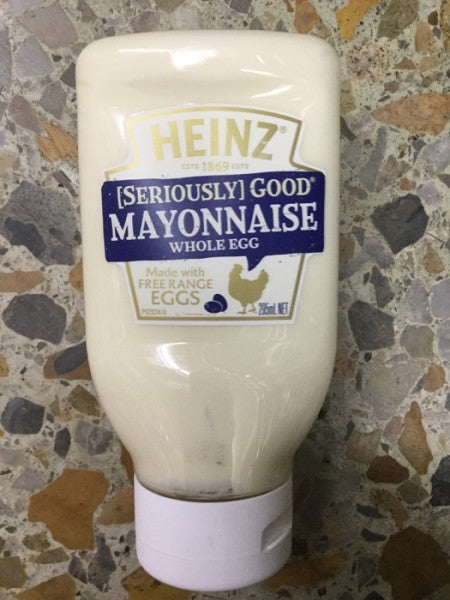 HEINZ®
ESTD 1869 ESTD
[SERIOUSLY] GOOD®
MAYONNAISE
WHOLE EGG
Made with
FREE RANGE
EGGS
295mL NET